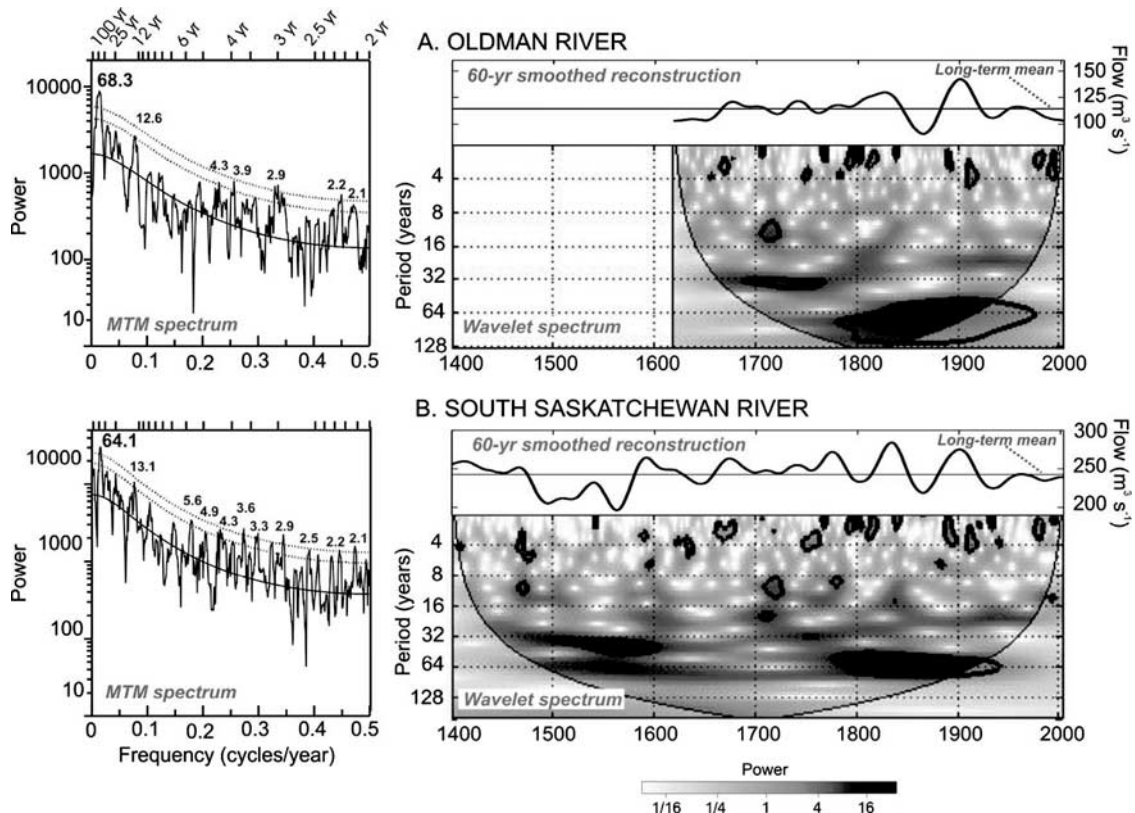 100 yr 25 yr 12 yr 6 yr 4 yr 3 yr 2.5 yr 2 yr
68.3
12.6
4.3 3.9 2.9 2.2 2.1
10000
1000
100
10
Power
MTM spectrum
0 0.1 0.2 0.3 0.4 0.5
A. OLDMAN RIVER
60-yr smoothed reconstruction
Long-term mean
150
125
100
Flow (m³ s⁻¹)
4
8
16
32
64
128
Period (years)
Wavelet spectrum
1400 1500 1600 1700 1800 1900 2000
64.1
13.1
5.6 4.9 4.3 3.6 3.3 2.9 2.5 2.2 2.1
10000
1000
100
10
Power
MTM spectrum
0 0.1 0.2 0.3 0.4 0.5
Frequency (cycles/year)
B. SOUTH SASKATCHEWAN RIVER
60-yr smoothed reconstruction
Long-term mean
300
250
200
Flow (m³ s⁻¹)
4
8
16
32
64
128
Period (years)
Wavelet spectrum
1400 1500 1600 1700 1800 1900 2000
Power
1/16 1/4 1 4 16